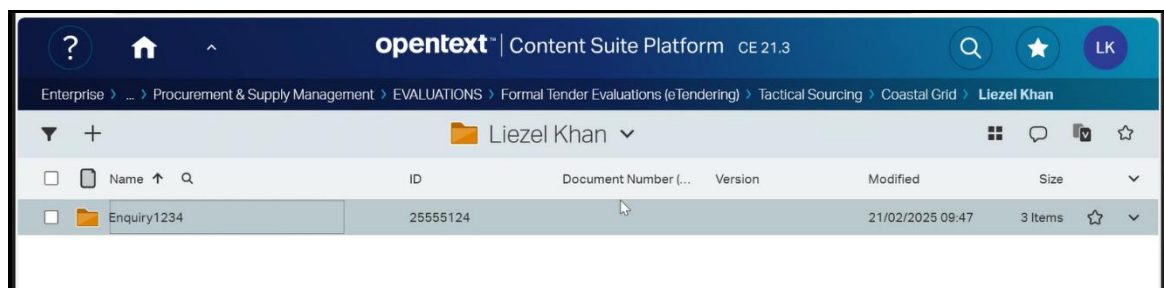 ? opentext™ | Content Suite Platform CE 21.3 LK
Enterprise > ... > Procurement & Supply Management > EVALUATIONS > Formal Tender Evaluations (eTendering) > Tactical Sourcing > Coastal Grid > Liezel Khan
Liezel Khan
Name ID Document Number (... Version Modified Size
Enquiry1234 25555124 21/02/2025 09:47 3 Items